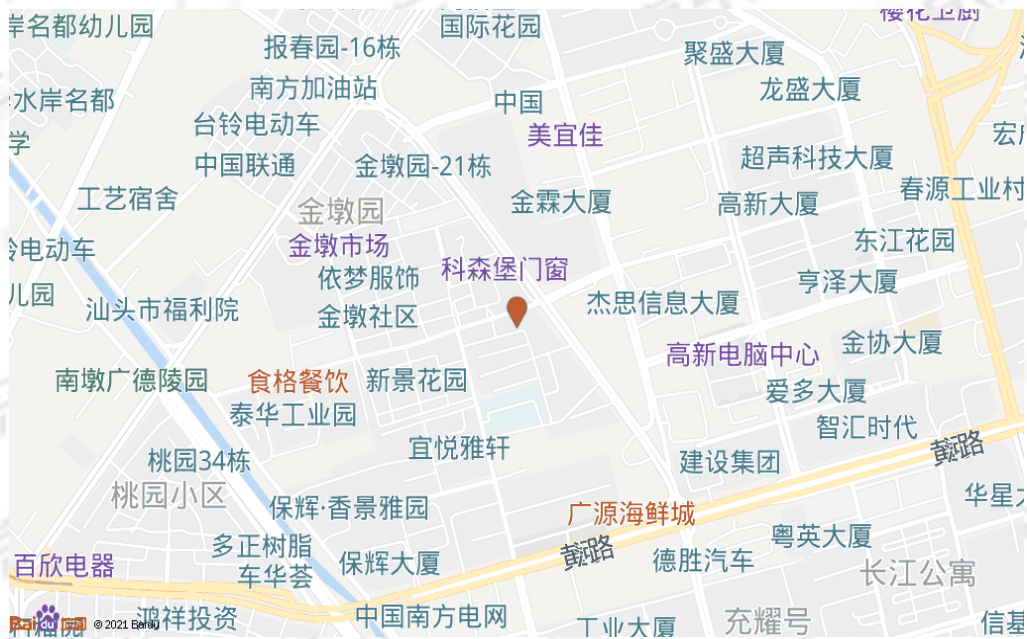 岸名都幼儿园
国际花园
樱花卫厨
报春园-16栋
聚盛大厦
南方加油站
龙盛大厦
水岸名都
中国
台铃电动车
美宜佳
学
中国联通
金墩园-21栋
超声科技大厦
工艺宿舍
金霖大厦
高新大厦
春源工业村
金墩园
金墩市场
东江花园
电动车
科森堡门窗
依梦服饰
亨泽大厦
儿园
汕头市福利院
金墩社区
杰思信息大厦
金协大厦
高新电脑中心
南墩广德陵园
食格餐饮
新景花园
爱多大厦
泰华工业园
智汇时代
宜悦雅轩
桃园34栋
建设集团
桃园小区
保辉·香景雅园
广源海鲜城
华星大
粤英大厦
多正树脂
百欣电器
保辉大厦
德胜汽车
车华荟
长江公寓
鸿祥投资
中国南方电网
充耀号
信基
工业大厦
Baidu
© 2021 Baidu